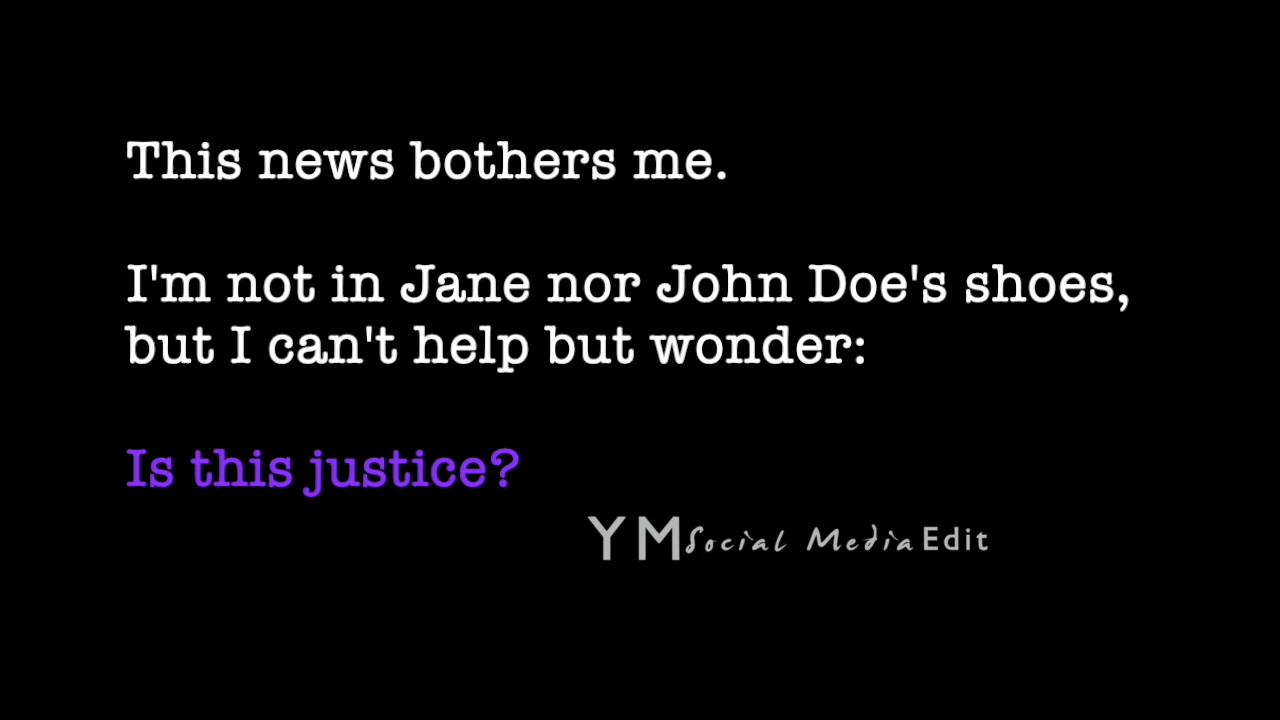 This news bothers me.
I'm not in Jane nor John Doe's shoes,
but I can't help but wonder:
Is this justice?
YM Social Media Edit